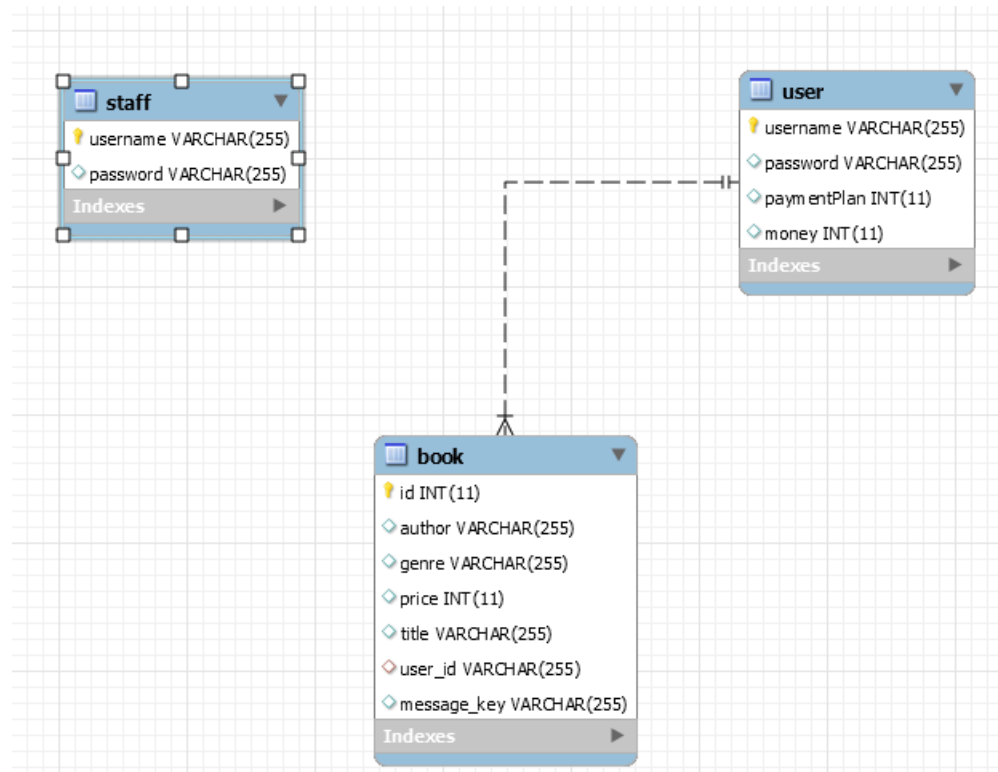 staff
username VARCHAR(255)
password VARCHAR(255)
Indexes
user
username VARCHAR(255)
password VARCHAR(255)
paymentPlan INT(11)
money INT(11)
Indexes
book
id INT(11)
author VARCHAR(255)
genre VARCHAR(255)
price INT(11)
title VARCHAR(255)
user_id VARCHAR(255)
message_key VARCHAR(255)
Indexes